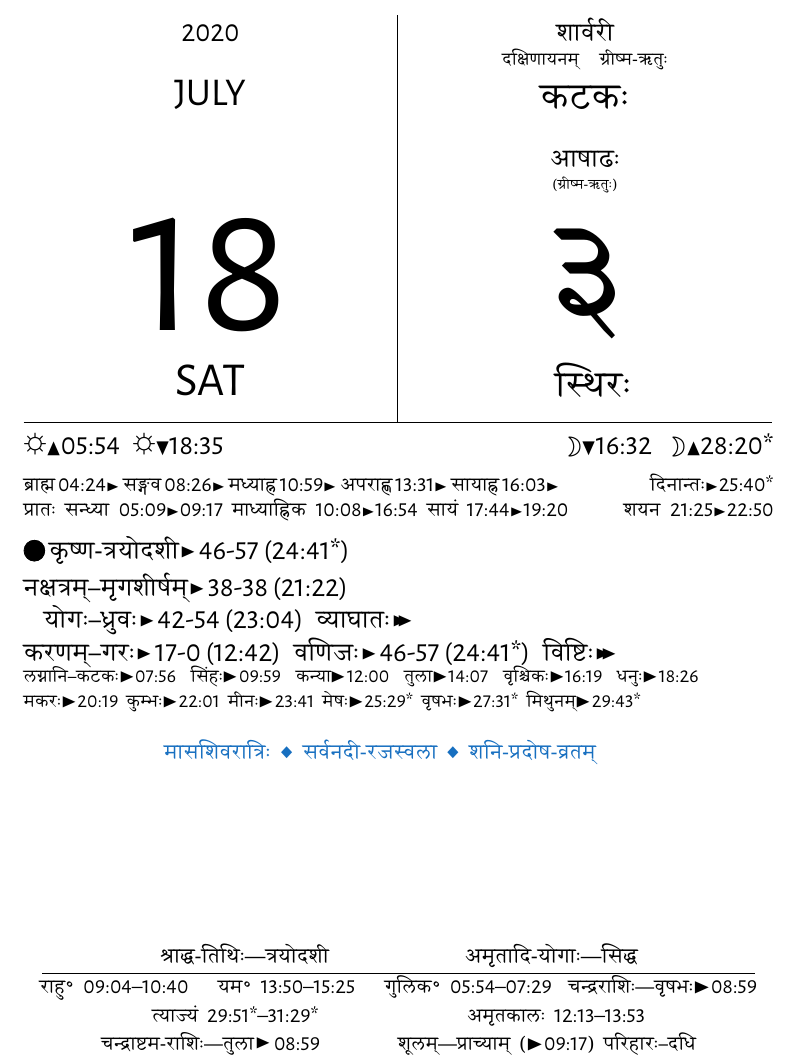 2020
JULY
18
SAT
शार्वरी
दक्षिणायनम् ग्रीष्म-ऋतुः
कटकः
आषाढः
(ग्रीष्म-ऋतुः)
३
स्थिरः
☼▲05:54 ☼▼18:35 ☽▼16:32 ☽▲28:20*
ब्राह्म 04:24► सङ्गव 08:26► मध्याह्न 10:59► अपराह्ण 13:31► सायाह्न 16:03► दिनान्तः►25:40*
प्रातः सन्ध्या 05:09►09:17 माध्याह्निक 10:08►16:54 सायं 17:44►19:20 शयन 21:25►22:50
●कृष्ण-त्रयोदशी►46-57 (24:41*)
नक्षत्रम्–मृगशीर्षम्►38-38 (21:22)
योगः–ध्रुवः►42-54 (23:04) व्याघातः►►
करणम्–गरः►17-0 (12:42) वणिजः►46-57 (24:41*) विष्टिः►►
लग्नानि–कटकः►07:56 सिंहः►09:59 कन्या►12:00 तुला►14:07 वृश्चिकः►16:19 धनुः►18:26
मकरः►20:19 कुम्भः►22:01 मीनः►23:41 मेषः►25:29* वृषभः►27:31* मिथुनम्►29:43*
मासशिवरात्रिः ◆ सर्वनदी-रजस्वला ◆ शनि-प्रदोष-व्रतम्
श्राद्ध-तिथिः—त्रयोदशी अमृतादि-योगाः—सिद्ध
राहु° 09:04–10:40 यम° 13:50–15:25 गुलिक° 05:54–07:29 चन्द्रराशिः—वृषभः►08:59
त्याज्यं 29:51*–31:29* अमृतकालः 12:13–13:53
चन्द्राष्टम-राशिः—तुला►08:59 शूलम्—प्राच्याम् (►09:17) परिहारः–दधि